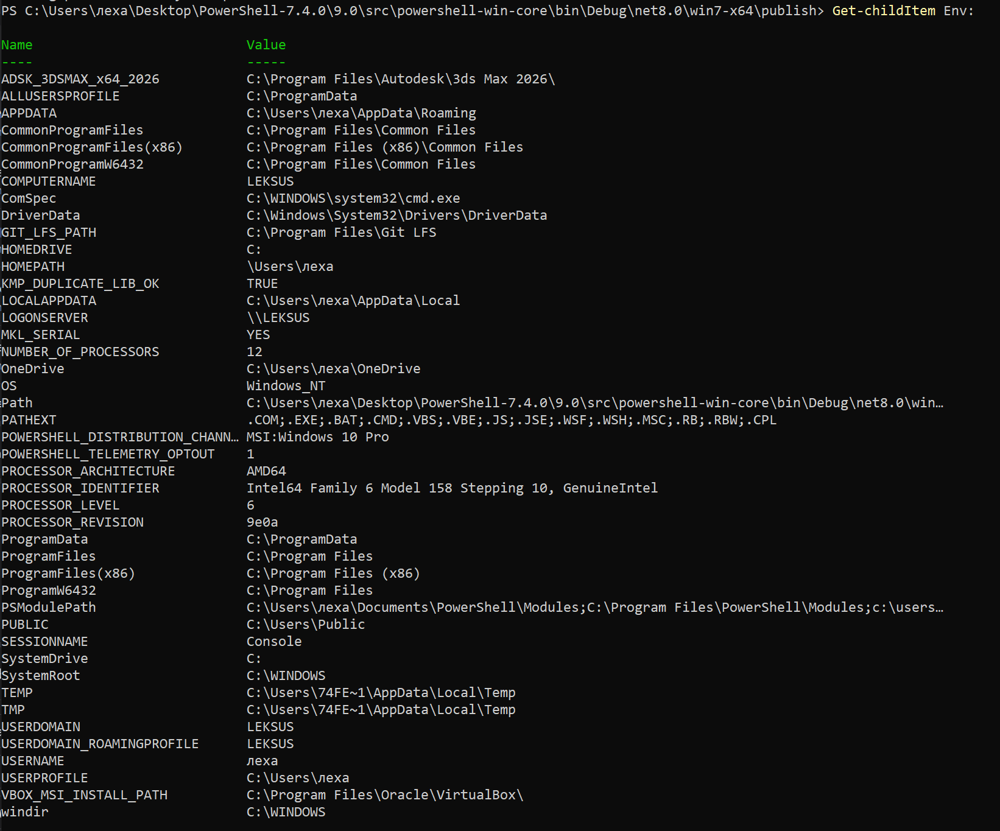 PS C:\Users\лexa\Desktop\PowerShell-7.4.0\9.0\src\powershell-win-core\bin\Debug\net8.0\win7-x64\publish> Get-childItem Env:
Name                           Value
----                           -----
ADSK_3DSMAX_x64_2026           C:\Program Files\Autodesk\3ds Max 2026\
ALLUSERSPROFILE                C:\ProgramData
APPDATA                        C:\Users\лexa\AppData\Roaming
CommonProgramFiles             C:\Program Files\Common Files
CommonProgramFiles(x86)        C:\Program Files (x86)\Common Files
CommonProgramW6432             C:\Program Files\Common Files
COMPUTERNAME                   LEKSUS
ComSpec                        C:\WINDOWS\system32\cmd.exe
DriverData                     C:\Windows\System32\Drivers\DriverData
GIT_LFS_PATH                   C:\Program Files\Git LFS
HOMEDRIVE                      C:
HOMEPATH                       \Users\лexa
KMP_DUPLICATE_LIB_OK           TRUE
LOCALAPPDATA                   C:\Users\лexa\AppData\Local
LOGONSERVER                    \\LEKSUS
MKL_SERIAL                     YES
NUMBER_OF_PROCESSORS           12
OneDrive                       C:\Users\лexa\OneDrive
OS                             Windows_NT
Path                           C:\Users\лexa\Desktop\PowerShell-7.4.0\9.0\src\powershell-win-core\bin\Debug\net8.0\win…
PATHEXT                        .COM;.EXE;.BAT;.CMD;.VBS;.VBE;.JS;.JSE;.WSF;.WSH;.MSC;.RB;.RBW;.CPL
POWERSHELL_DISTRIBUTION_CHANN… MSI:Windows 10 Pro
POWERSHELL_TELEMETRY_OPTOUT    1
PROCESSOR_ARCHITECTURE         AMD64
PROCESSOR_IDENTIFIER           Intel64 Family 6 Model 158 Stepping 10, GenuineIntel
PROCESSOR_LEVEL                6
PROCESSOR_REVISION             9e0a
ProgramData                    C:\ProgramData
ProgramFiles                   C:\Program Files
ProgramFiles(x86)              C:\Program Files (x86)
ProgramW6432                   C:\Program Files
PSModulePath                   C:\Users\лexa\Documents\PowerShell\Modules;C:\Program Files\PowerShell\Modules;c:\users…
PUBLIC                         C:\Users\Public
SESSIONNAME                    Console
SystemDrive                    C:
SystemRoot                     C:\WINDOWS
TEMP                           C:\Users\74FE~1\AppData\Local\Temp
TMP                            C:\Users\74FE~1\AppData\Local\Temp
USERDOMAIN                     LEKSUS
USERDOMAIN_ROAMINGPROFILE      LEKSUS
USERNAME                       лexa
USERPROFILE                    C:\Users\лexa
VBOX_MSI_INSTALL_PATH          C:\Program Files\Oracle\VirtualBox\
windir                         C:\WINDOWS